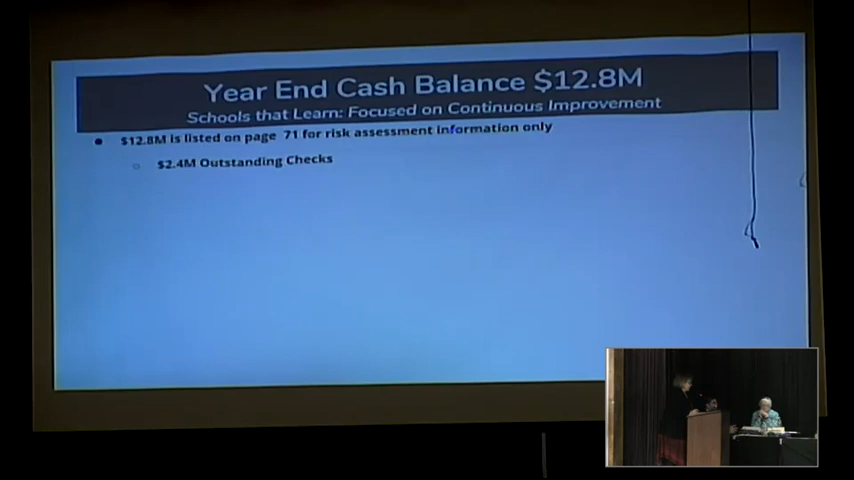 Year End Cash Balance $12.8M
Schools that Learn: Focused on Continuous Improvement
$12.8M is listed on page 71 for risk assessment information only
$2.4M Outstanding Checks